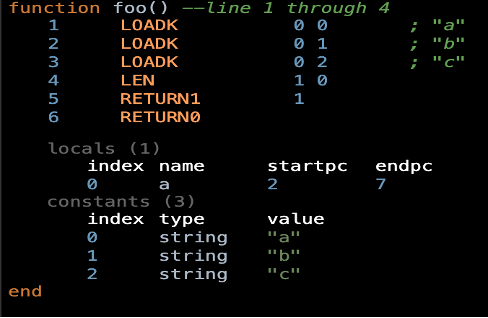 function foo() --line 1 through 4
1 LOADK 0 0 ; "a"
2 LOADK 0 1 ; "b"
3 LOADK 0 2 ; "c"
4 LEN 1 0
5 RETURN1 1
6 RETURN0
locals (1)
index name startpc endpc
0 a 2 7
constants (3)
index type value
0 string "a"
1 string "b"
2 string "c"
end